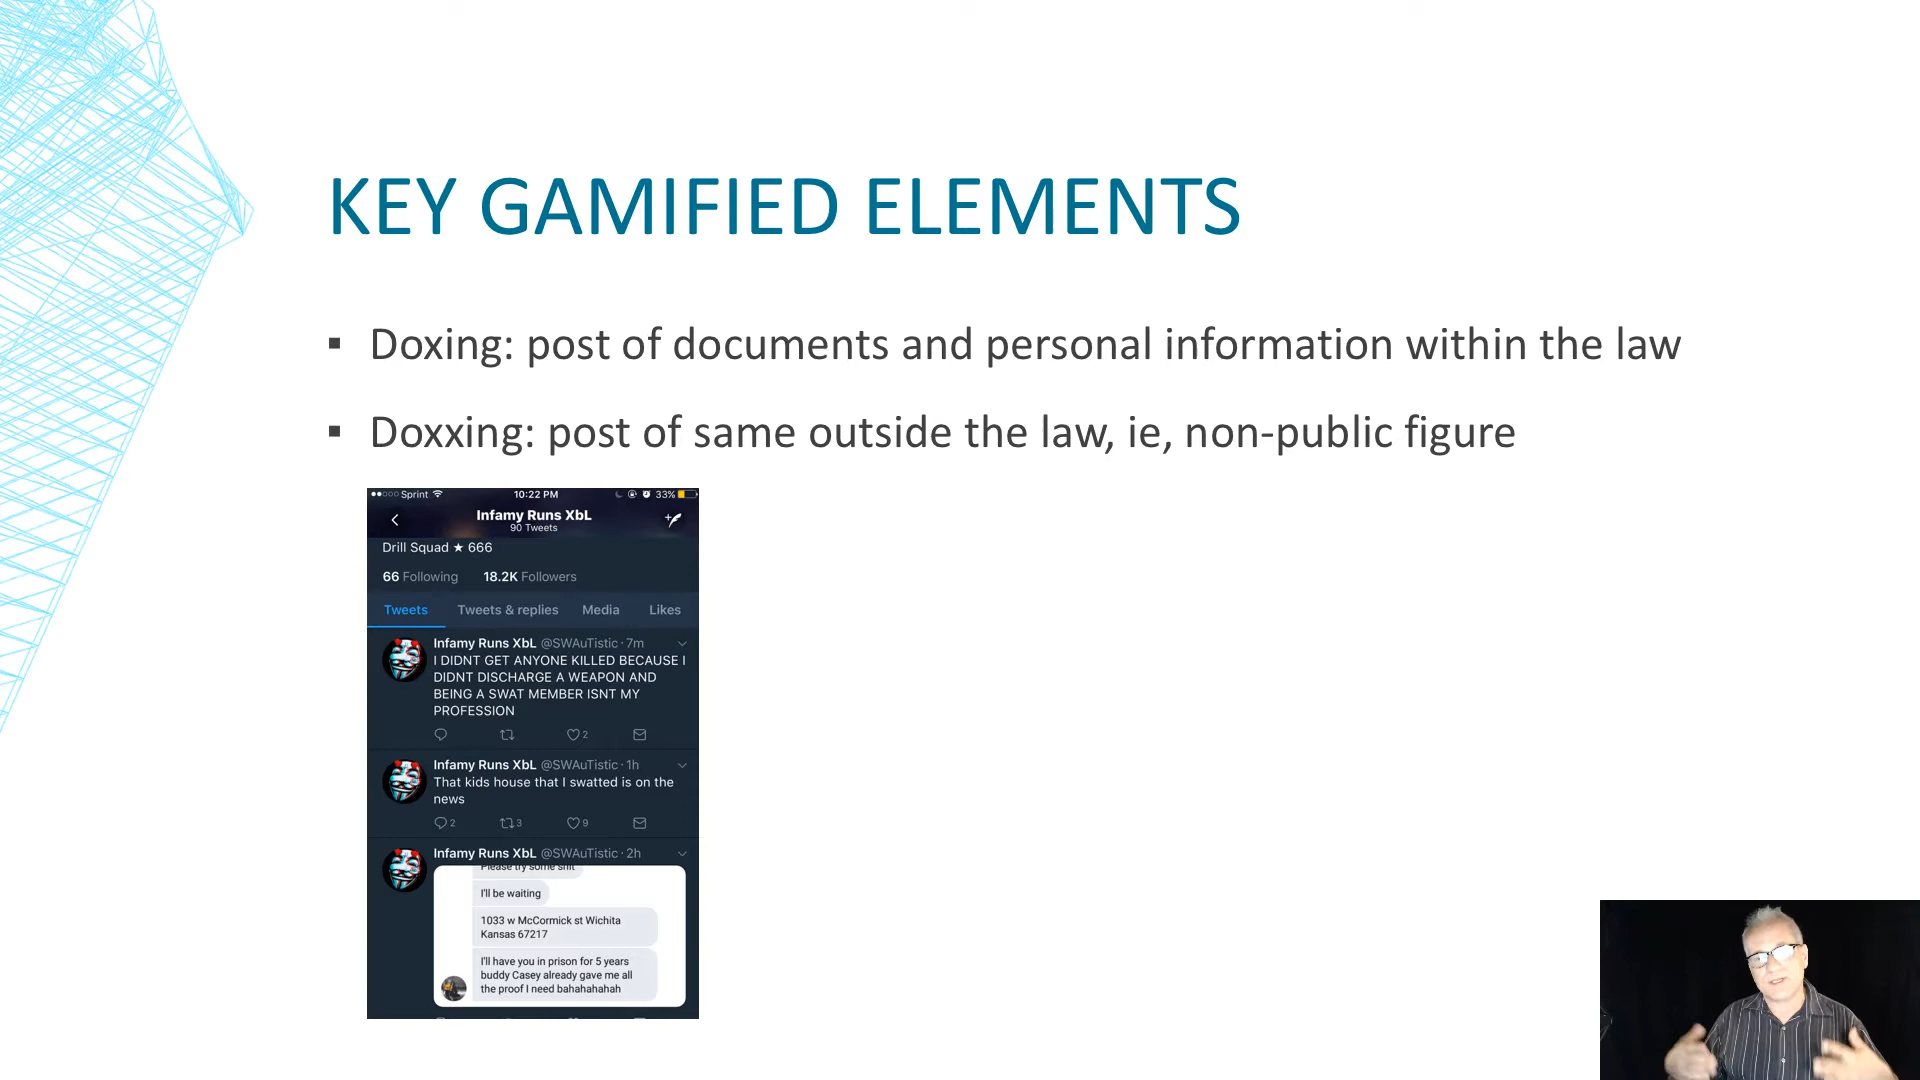 KEY GAMIFIED ELEMENTS
▪ Doxing: post of documents and personal information within the law
▪ Doxxing: post of same outside the law, ie, non-public figure
Sprint 10:22 PM 33%
Infamy Runs XbL
90 Tweets
Drill Squad ★ 666
66 Following 18.2K Followers
Tweets Tweets & replies Media Likes
Infamy Runs XbL @SWAuTistic · 7m
I DIDNT GET ANYONE KILLED BECAUSE I
DIDNT DISCHARGE A WEAPON AND
BEING A SWAT MEMBER ISNT MY
PROFESSION
2
Infamy Runs XbL @SWAuTistic · 1h
That kids house that I swatted is on the
news
2 3 9
Infamy Runs XbL @SWAuTistic · 2h
Please try some shit
I'll be waiting
1033 w McCormick st Wichita
Kansas 67217
I'll have you in prison for 5 years
buddy Casey already gave me all
the proof I need bahahahahah